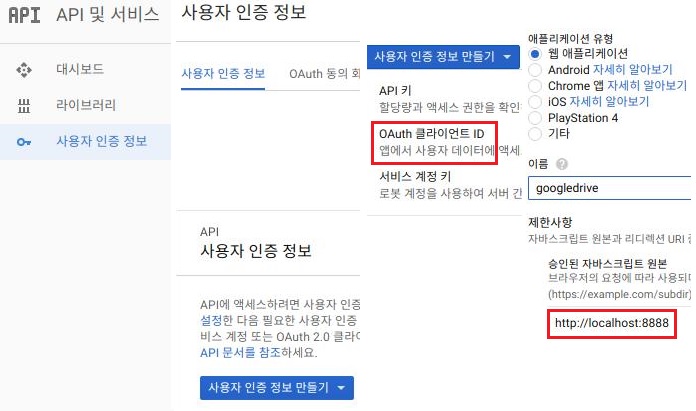 API API 및 서비스
대시보드
라이브러리
사용자 인증 정보
사용자 인증 정보
사용자 인증 정보 OAuth 동의 화
API
사용자 인증 정보
API에 액세스하려면 사용자 인증
설정한 다음 필요한 사용자 인증
비스 계정 또는 OAuth 2.0 클라이
API 문서를 참조하세요.
사용자 인증 정보 만들기
사용자 인증 정보 만들기
API 키
할당량과 액세스 권한을 확인
OAuth 클라이언트 ID
앱에서 사용자 데이터에 액세
서비스 계정 키
로봇 계정을 사용하여 서버 간
애플리케이션 유형
웹 애플리케이션
Android 자세히 알아보기
Chrome 앱 자세히 알아보기
iOS 자세히 알아보기
PlayStation 4
기타
이름 ?
googledrive
제한사항
자바스크립트 원본과 리디렉션 URI
승인된 자바스크립트 원본
브라우저의 요청에 따라 사용되
(https://example.com/subdir)
http://localhost:8888